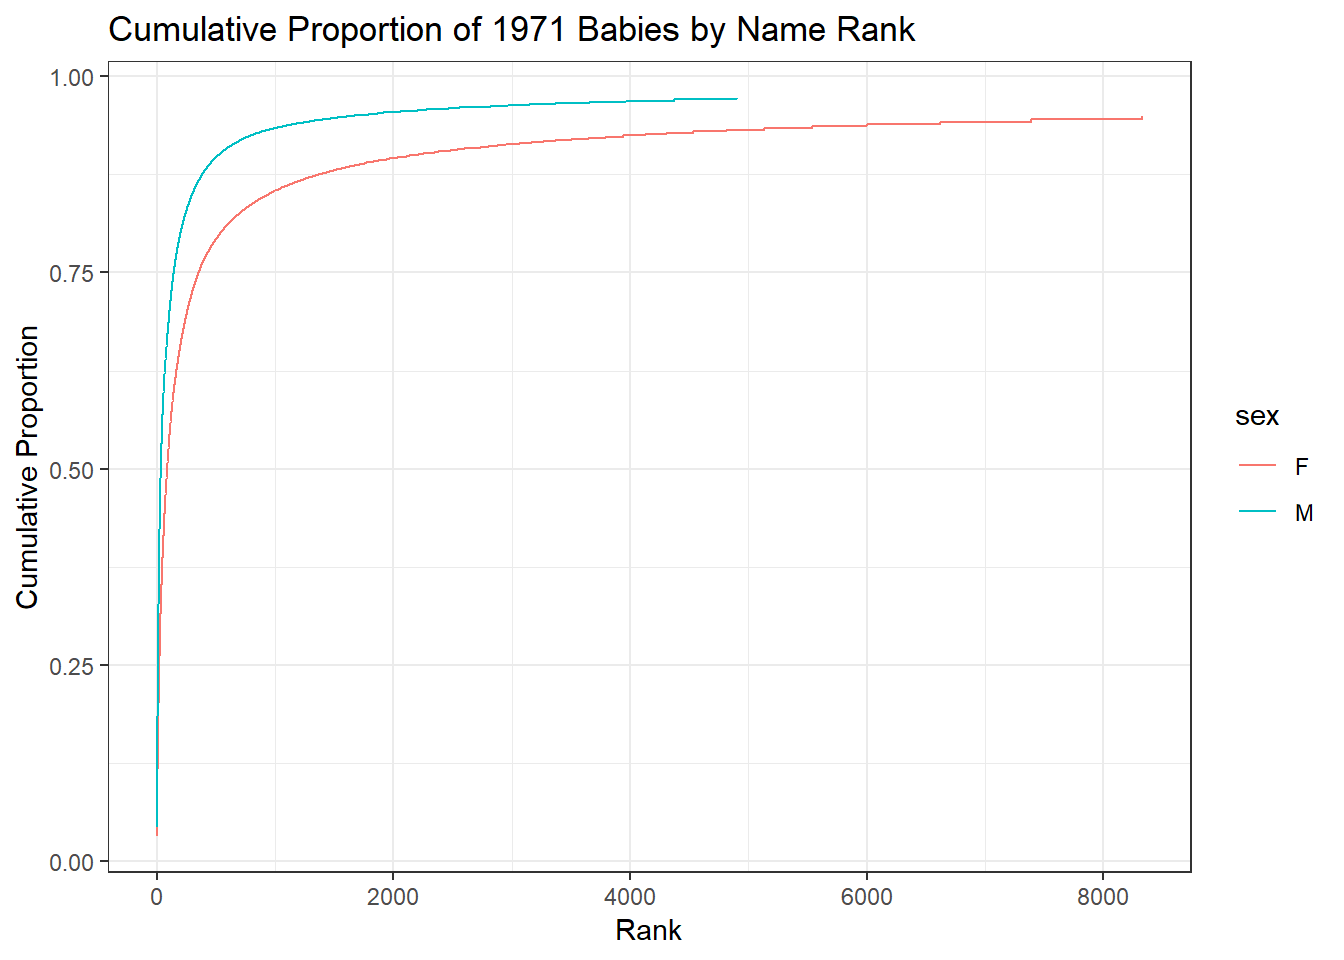 Cumulative Proportion of 1971 Babies by Name Rank
1.00
0.75
0.50
0.25
0.00
Cumulative Proportion
0 2000 4000 6000 8000
Rank
sex
F
M